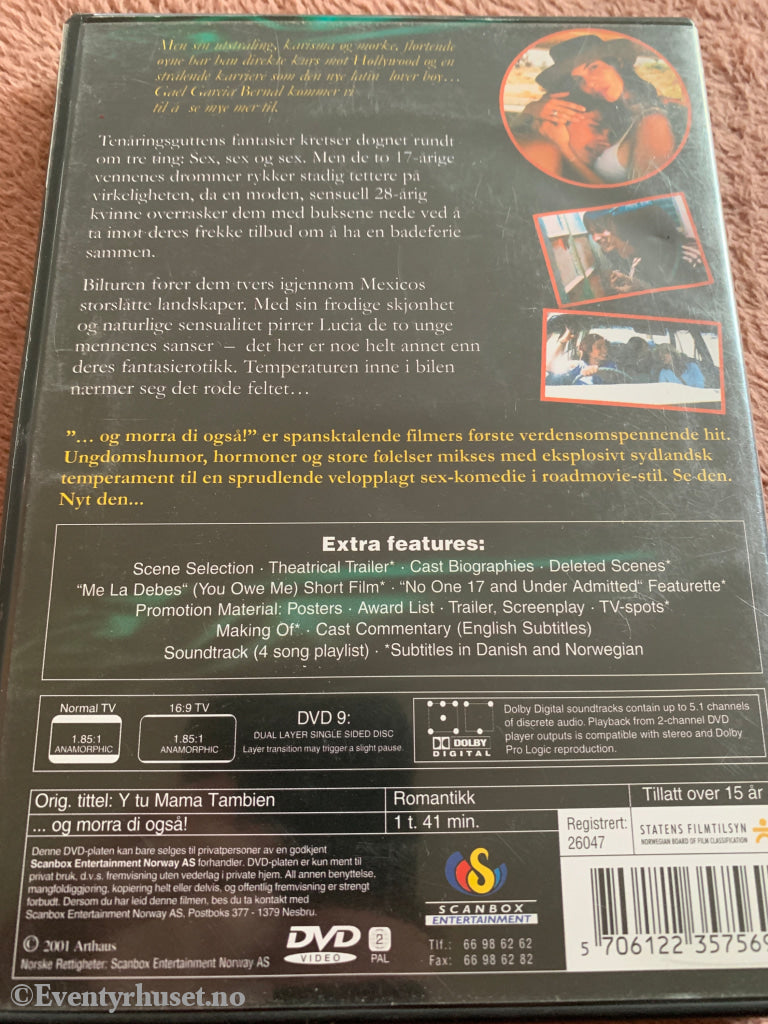 Men sin utstråling, karisma og mørke, flørtende
øyne har han direkte kurs mot Hollywood og en
strålende karriere som den nye latin lover boy...
Gael García Bernal kommer vi
til å se mye mer til.
Tenåringsguttens fantasier kretser døgnet rundt
om tre ting: Sex, sex og sex. Men de to 17-årige
vennenes drømmer rykker stadig tettere på
virkeligheten, da en moden, sensuell 28-årig
kvinne overrasker dem med buksene nede ved å
ta imot deres frekke tilbud om å ha en badeferie
sammen.
Bilturen fører dem tvers igjennom Mexicos
storslåtte landskaper. Med sin frodige skjønhet
og naturlige sensualitet pirrer Lucia de to unge
mennenes sanser – det her er noe helt annet enn
deres fantasierotikk. Temperaturen inne i bilen
nærmer seg det røde feltet...
"... og morra di også!" er spansktalende filmers første verdensomspennende hit.
Ungdomshumor, hormoner og store følelser mikses med eksplosivt sydlandsk
temperament til en sprudlende velopplagt sex-komedie i roadmovie-stil. Se den.
Nyt den...
Extra features:
Scene Selection · Theatrical Trailer* · Cast Biographies · Deleted Scenes*
"Me La Debes" (You Owe Me) Short Film* · "No One 17 and Under Admitted" Featurette*
Promotion Material: Posters · Award List · Trailer, Screenplay · TV-spots*
Making Of* · Cast Commentary (English Subtitles)
Soundtrack (4 song playlist) · *Subtitles in Danish and Norwegian
Normal TV
1.85:1
ANAMORPHIC
16:9 TV
1.85:1
ANAMORPHIC
DVD 9:
DUAL LAYER SINGLE SIDED DISC
Layer transition may trigger a slight pause.
DOLBY
DIGITAL
Dolby Digital soundtracks contain up to 5.1 channels
of discrete audio. Playback from 2-channel DVD
player outputs is compatible with stereo and Dolby
Pro Logic reproduction.
Orig. tittel: Y tu Mama Tambien
Romantikk
Tillatt over 15 år
... og morra di også!
1 t. 41 min.
Registrert:
26047
STATENS FILMTILSYN
NORWEGIAN BOARD OF FILM CLASSIFICATION
Denne DVD-platen kan bare selges til privatpersoner av en godkjent
Scanbox Entertainment Norway AS forhandler. DVD-platen er kun ment til
privat bruk, d.v.s. fremvisning uten vederlag i private hjem. All annen benyttelse,
mangfoldiggjøring, kopiering helt eller delvis, og offentlig fremvisning er strengt
forbudt. Dersom du har leid denne filmen, bes du ta kontakt med
Scanbox Entertainment Norway AS, Postboks 377 - 1379 Nesbru.
© 2001 Arthaus
Norske Rettigheter: Scanbox Entertainment Norway AS
DVD
VIDEO
2
PAL
SCANBOX
ENTERTAINMENT
Tlf.: 66 98 62 62
Fax: 66 98 62 82
5 706122 357569
©Eventyrhuset.no